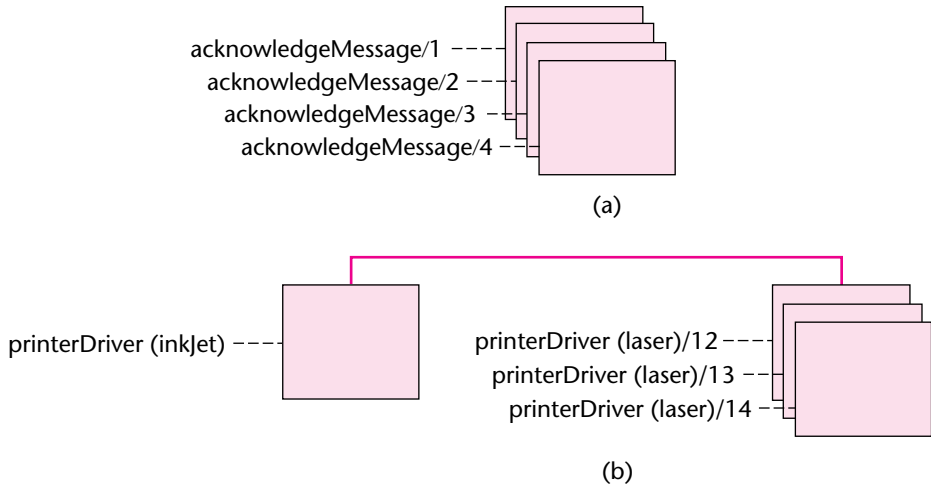 acknowledgeMessage/1
acknowledgeMessage/2
acknowledgeMessage/3
acknowledgeMessage/4
(a)
printerDriver (inkJet)
printerDriver (laser)/12
printerDriver (laser)/13
printerDriver (laser)/14
(b)